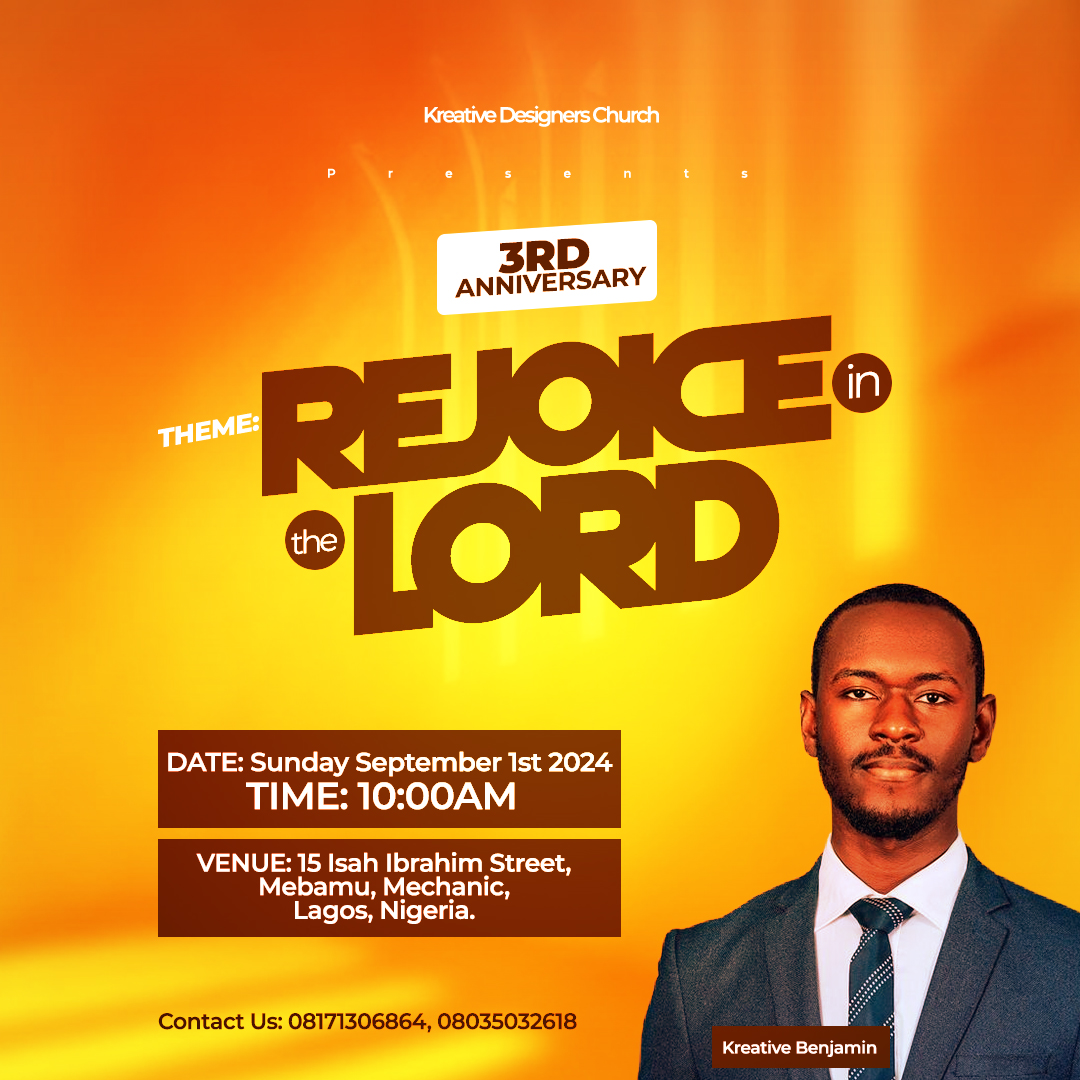 Kreative Designers Church
Presents
3RD
ANNIVERSARY
THEME: REJOICE in
the LORD
DATE: Sunday September 1st 2024
TIME: 10:00AM
VENUE: 15 Isah Ibrahim Street,
Mebamu, Mechanic,
Lagos, Nigeria.
Contact Us: 08171306864, 08035032618
Kreative Benjamin